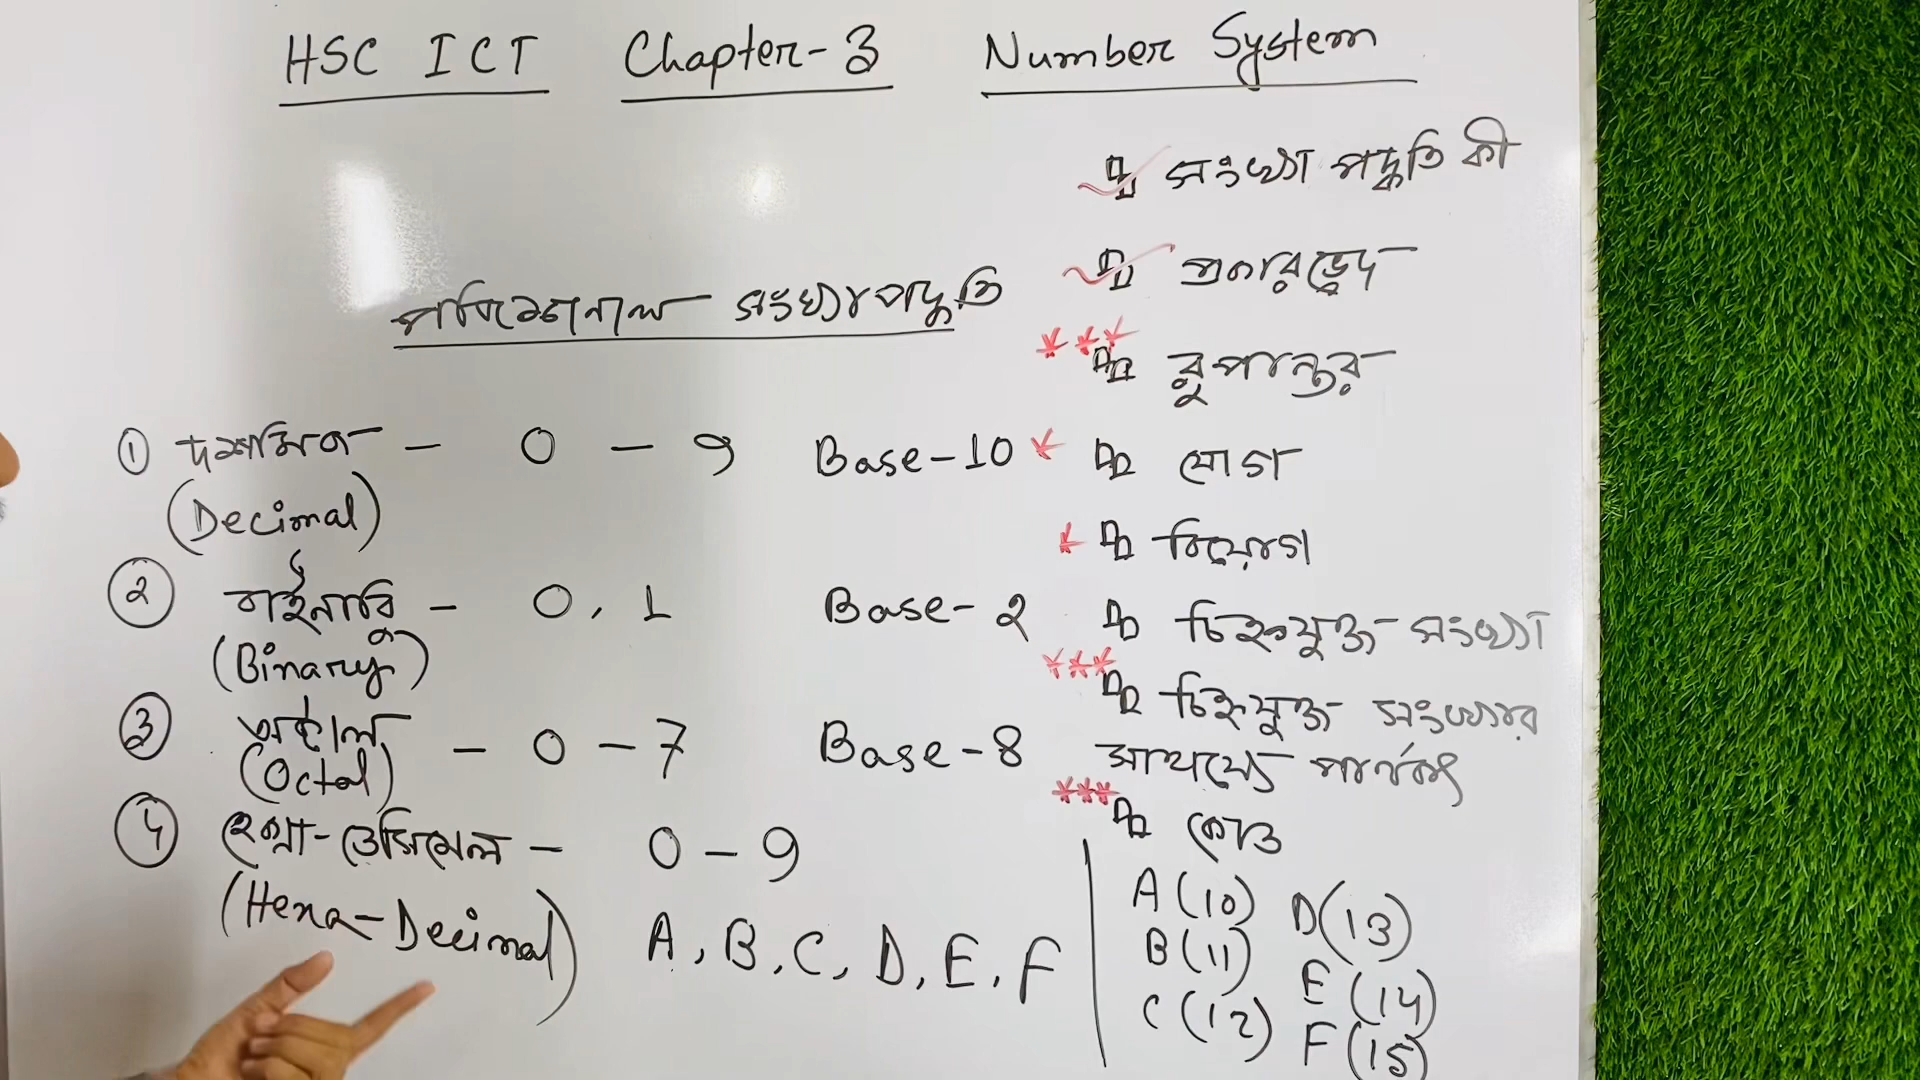 HSC ICT Chapter-3 Number System
সংখ্যা পদ্ধতি কী
প্রকারভেদ
রুপান্তর
যোগ
বিয়োগ
চিহ্নযুক্ত সংখ্যা
চিহ্নযুক্ত সংখ্যার
সাথে পার্থক্য
কোড
পজিশনাল সংখ্যা পদ্ধতি
① দশমিক - 0 - 9 Base-10
(Decimal)
② বাইনারি - 0, 1 Base-2
(Binary)
③ অক্টাল - 0 - 7 Base-8
(Octal)
④ হেক্সা-ডেসিমেল - 0 - 9
(Hexa-Decimal) A, B, C, D, E, F
A (10) D (13)
B (11) E (14)
C (12) F (15)